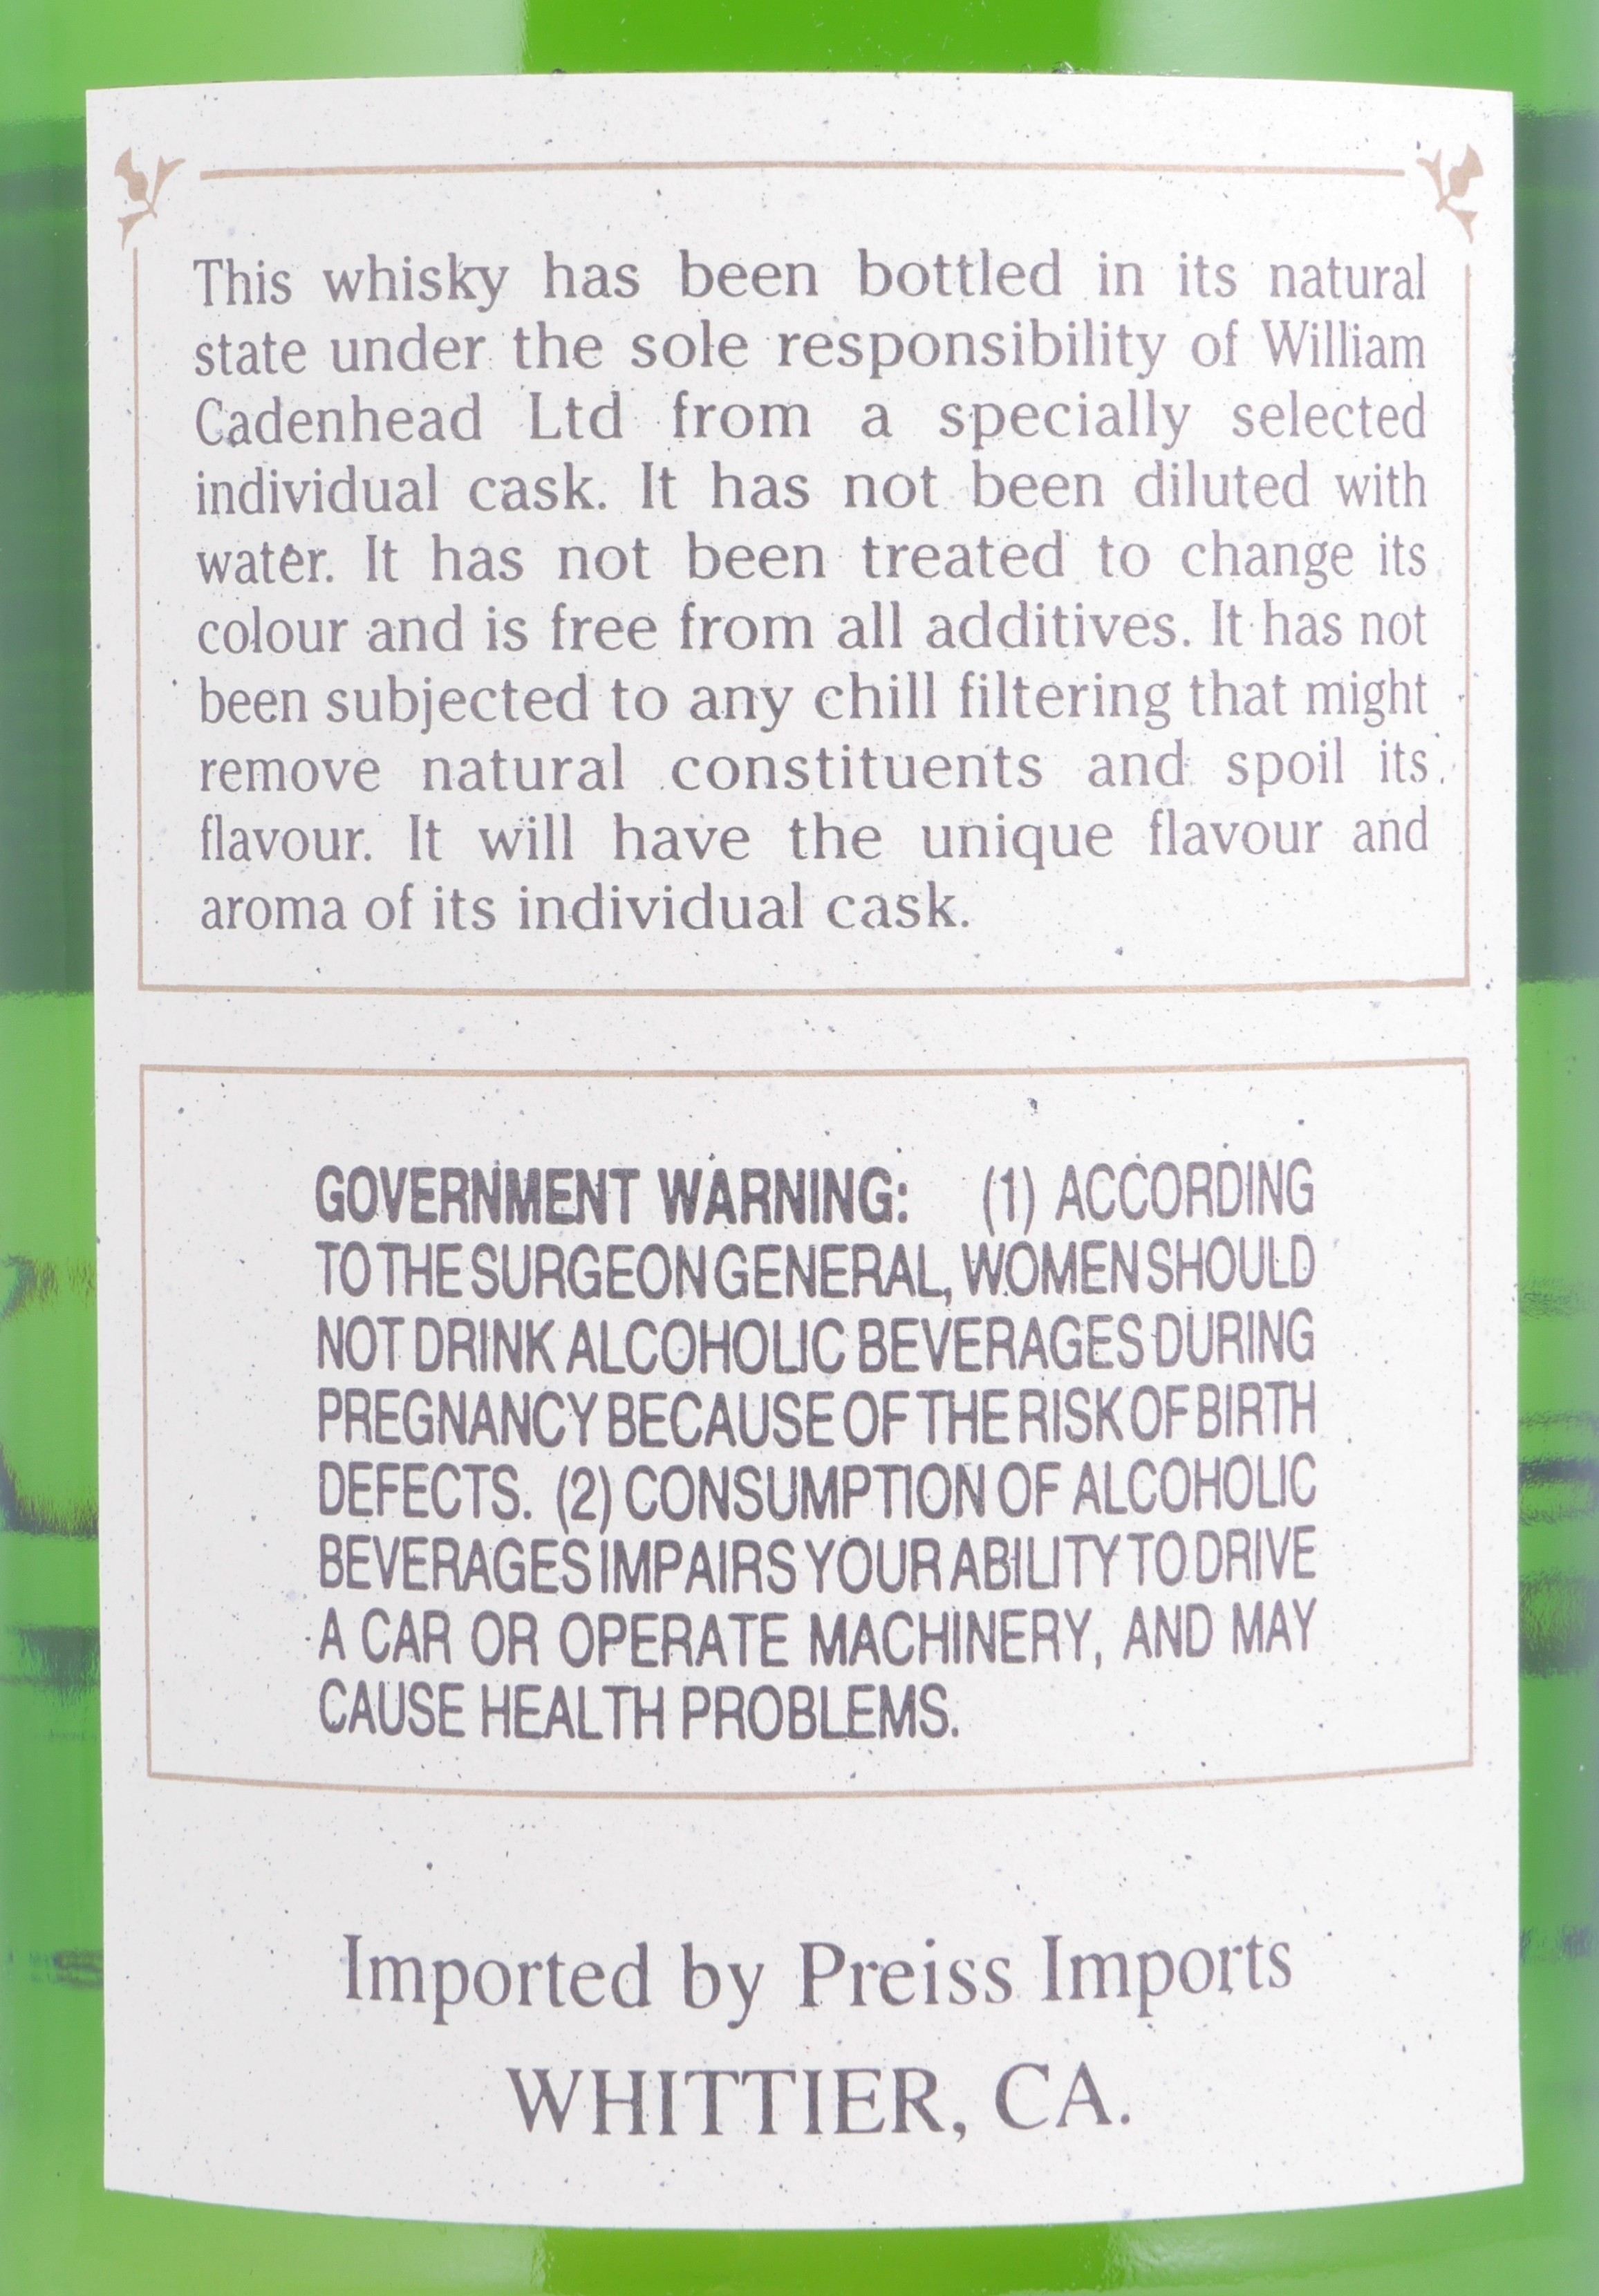 This whisky has been bottled in its natural
state under the sole responsibility of William
Cadenhead Ltd from a specially selected
individual cask. It has not been diluted with
water. It has not been treated to change its
colour and is free from all additives. It has not
been subjected to any chill filtering that might
remove natural constituents and spoil its
flavour. It will have the unique flavour and
aroma of its individual cask.
GOVERNMENT WARNING: (1) ACCORDING
TO THE SURGEON GENERAL, WOMEN SHOULD
NOT DRINK ALCOHOLIC BEVERAGES DURING
PREGNANCY BECAUSE OF THE RISK OF BIRTH
DEFECTS. (2) CONSUMPTION OF ALCOHOLIC
BEVERAGES IMPAIRS YOUR ABILITY TO DRIVE
A CAR OR OPERATE MACHINERY, AND MAY
CAUSE HEALTH PROBLEMS.
Imported by Preiss Imports
WHITTIER, CA.